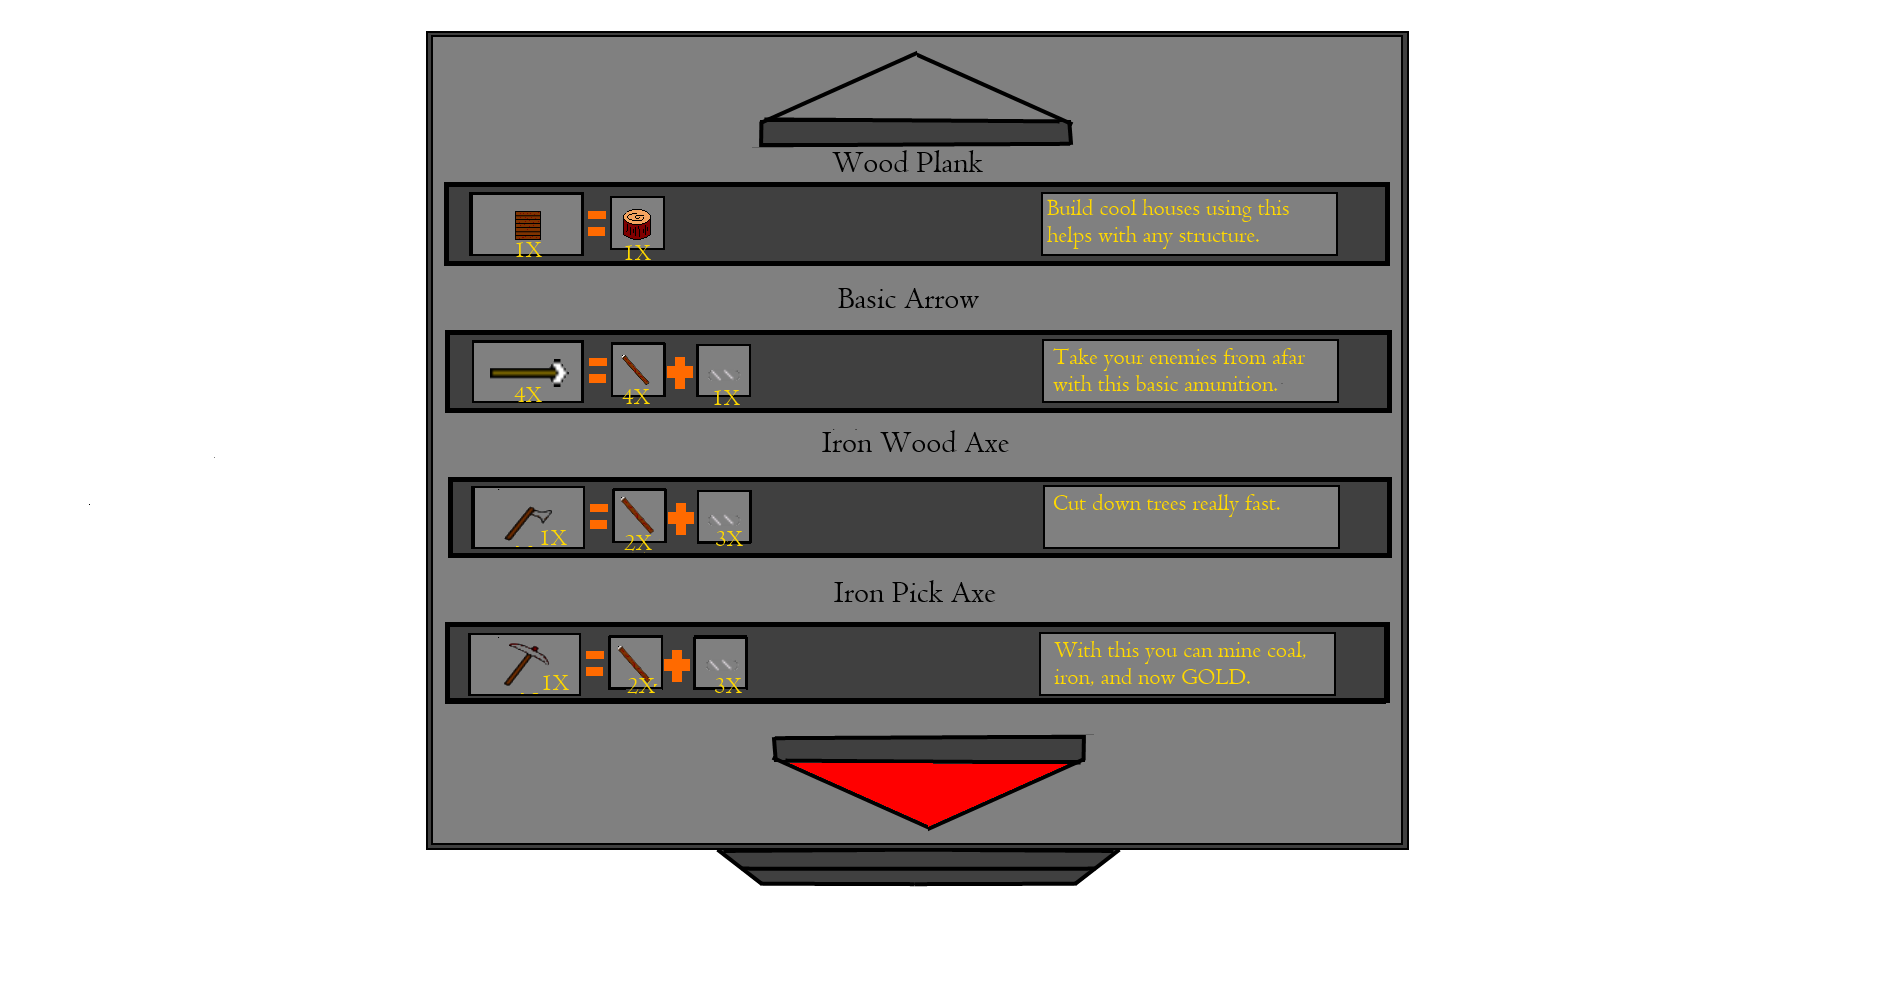 Wood Plank
1X
1X
Build cool houses using this
helps with any structure.
Basic Arrow
4X
4X
1X
Take your enemies from afar
with this basic amunition.
Iron Wood Axe
1X
2X
3X
Cut down trees really fast.
Iron Pick Axe
1X
2X
3X
With this you can mine coal,
iron, and now GOLD.